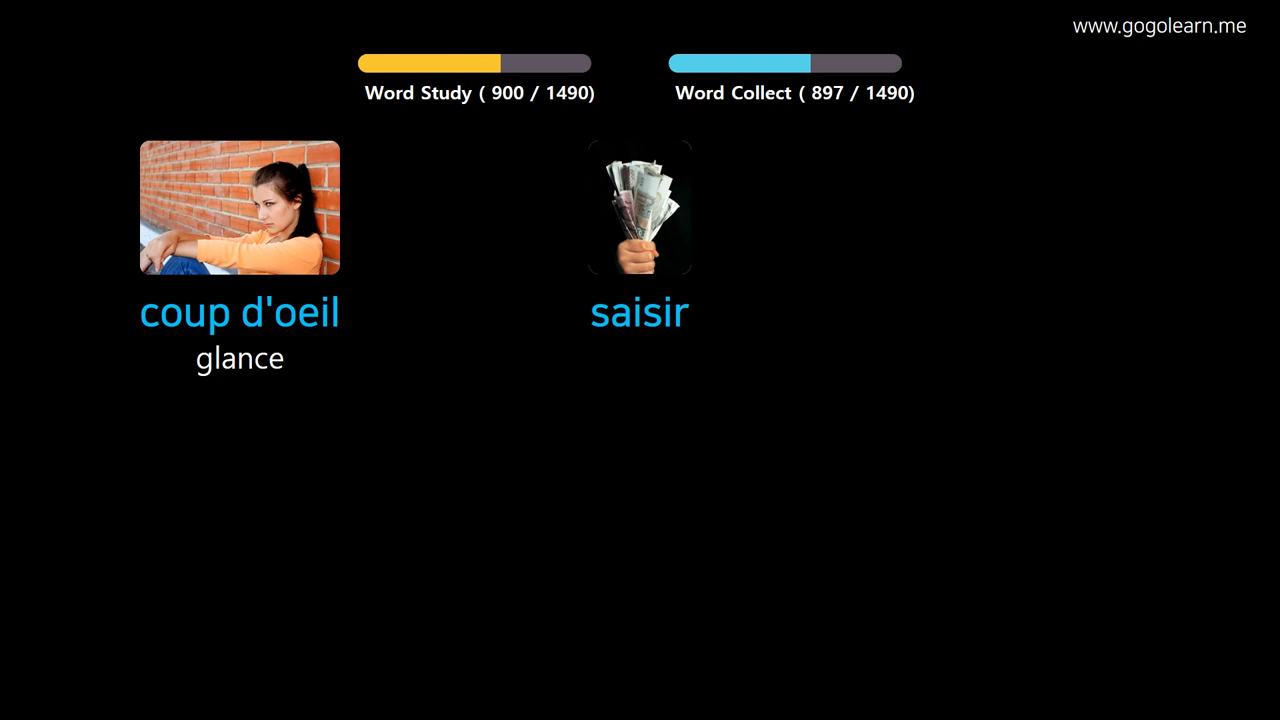 www.gogolearn.me
Word Study ( 900 / 1490)
Word Collect ( 897 / 1490)
coup d'oeil
glance
saisir